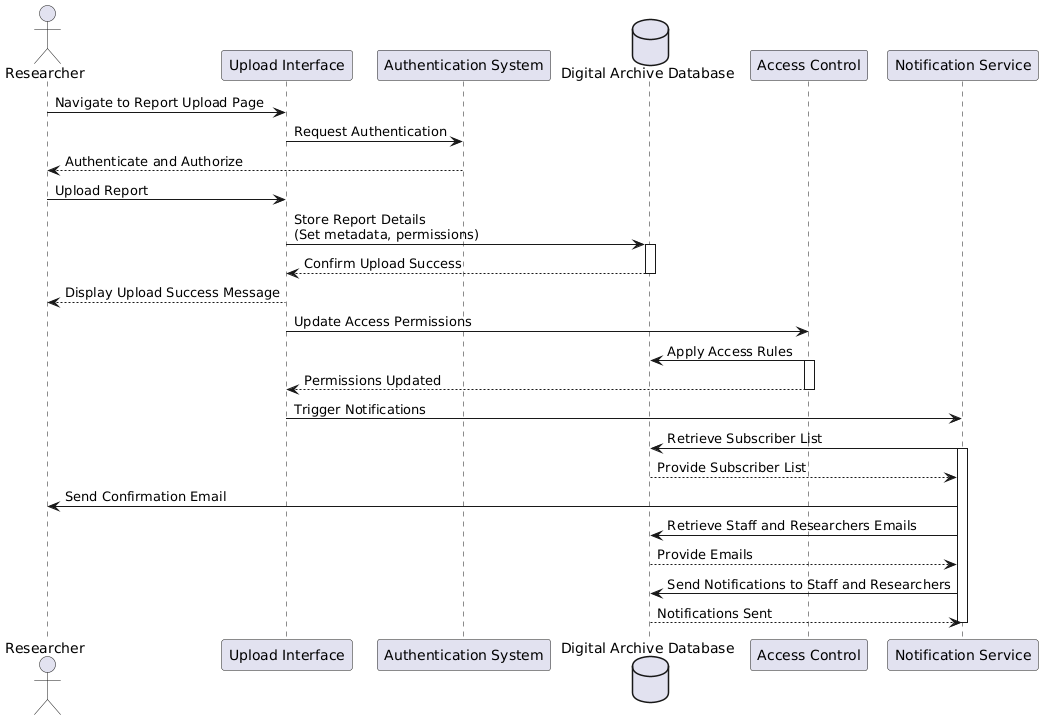 Researcher
Upload Interface
Authentication System
Digital Archive Database
Access Control
Notification Service
Navigate to Report Upload Page
Request Authentication
Authenticate and Authorize
Upload Report
Store Report Details
(Set metadata, permissions)
Confirm Upload Success
Display Upload Success Message
Update Access Permissions
Apply Access Rules
Permissions Updated
Trigger Notifications
Retrieve Subscriber List
Provide Subscriber List
Send Confirmation Email
Retrieve Staff and Researchers Emails
Provide Emails
Send Notifications to Staff and Researchers
Notifications Sent
Researcher
Upload Interface
Authentication System
Digital Archive Database
Access Control
Notification Service